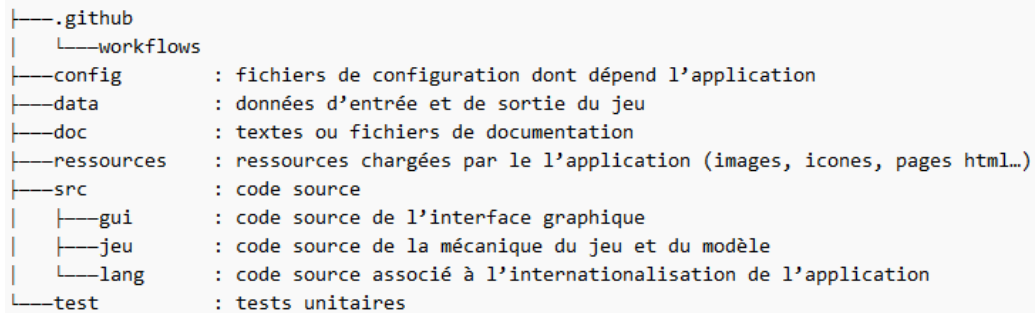 ├───.github
│   └───workflows
├───config        : fichiers de configuration dont dépend l’application
├───data          : données d’entrée et de sortie du jeu
├───doc           : textes ou fichiers de documentation
├───ressources    : ressources chargées par le l’application (images, icones, pages html…)
├───src           : code source
│   ├───gui       : code source de l’interface graphique
│   ├───jeu       : code source de la mécanique du jeu et du modèle
│   └───lang      : code source associé à l’internationalisation de l’application
└───test          : tests unitaires